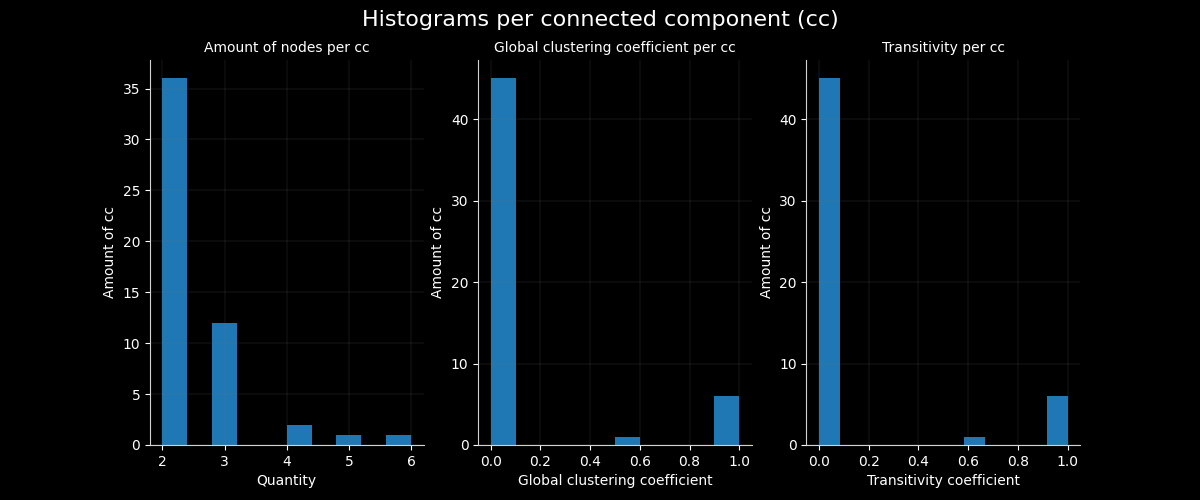 Histograms per connected component (cc)
Amount of nodes per cc
Amount of cc
35
30
25
20
15
10
5
0
2 3 4 5 6
Quantity
Global clustering coefficient per cc
Amount of cc
40
30
20
10
0
0.0 0.2 0.4 0.6 0.8 1.0
Global clustering coefficient
Transitivity per cc
Amount of cc
40
30
20
10
0
0.0 0.2 0.4 0.6 0.8 1.0
Transitivity coefficient